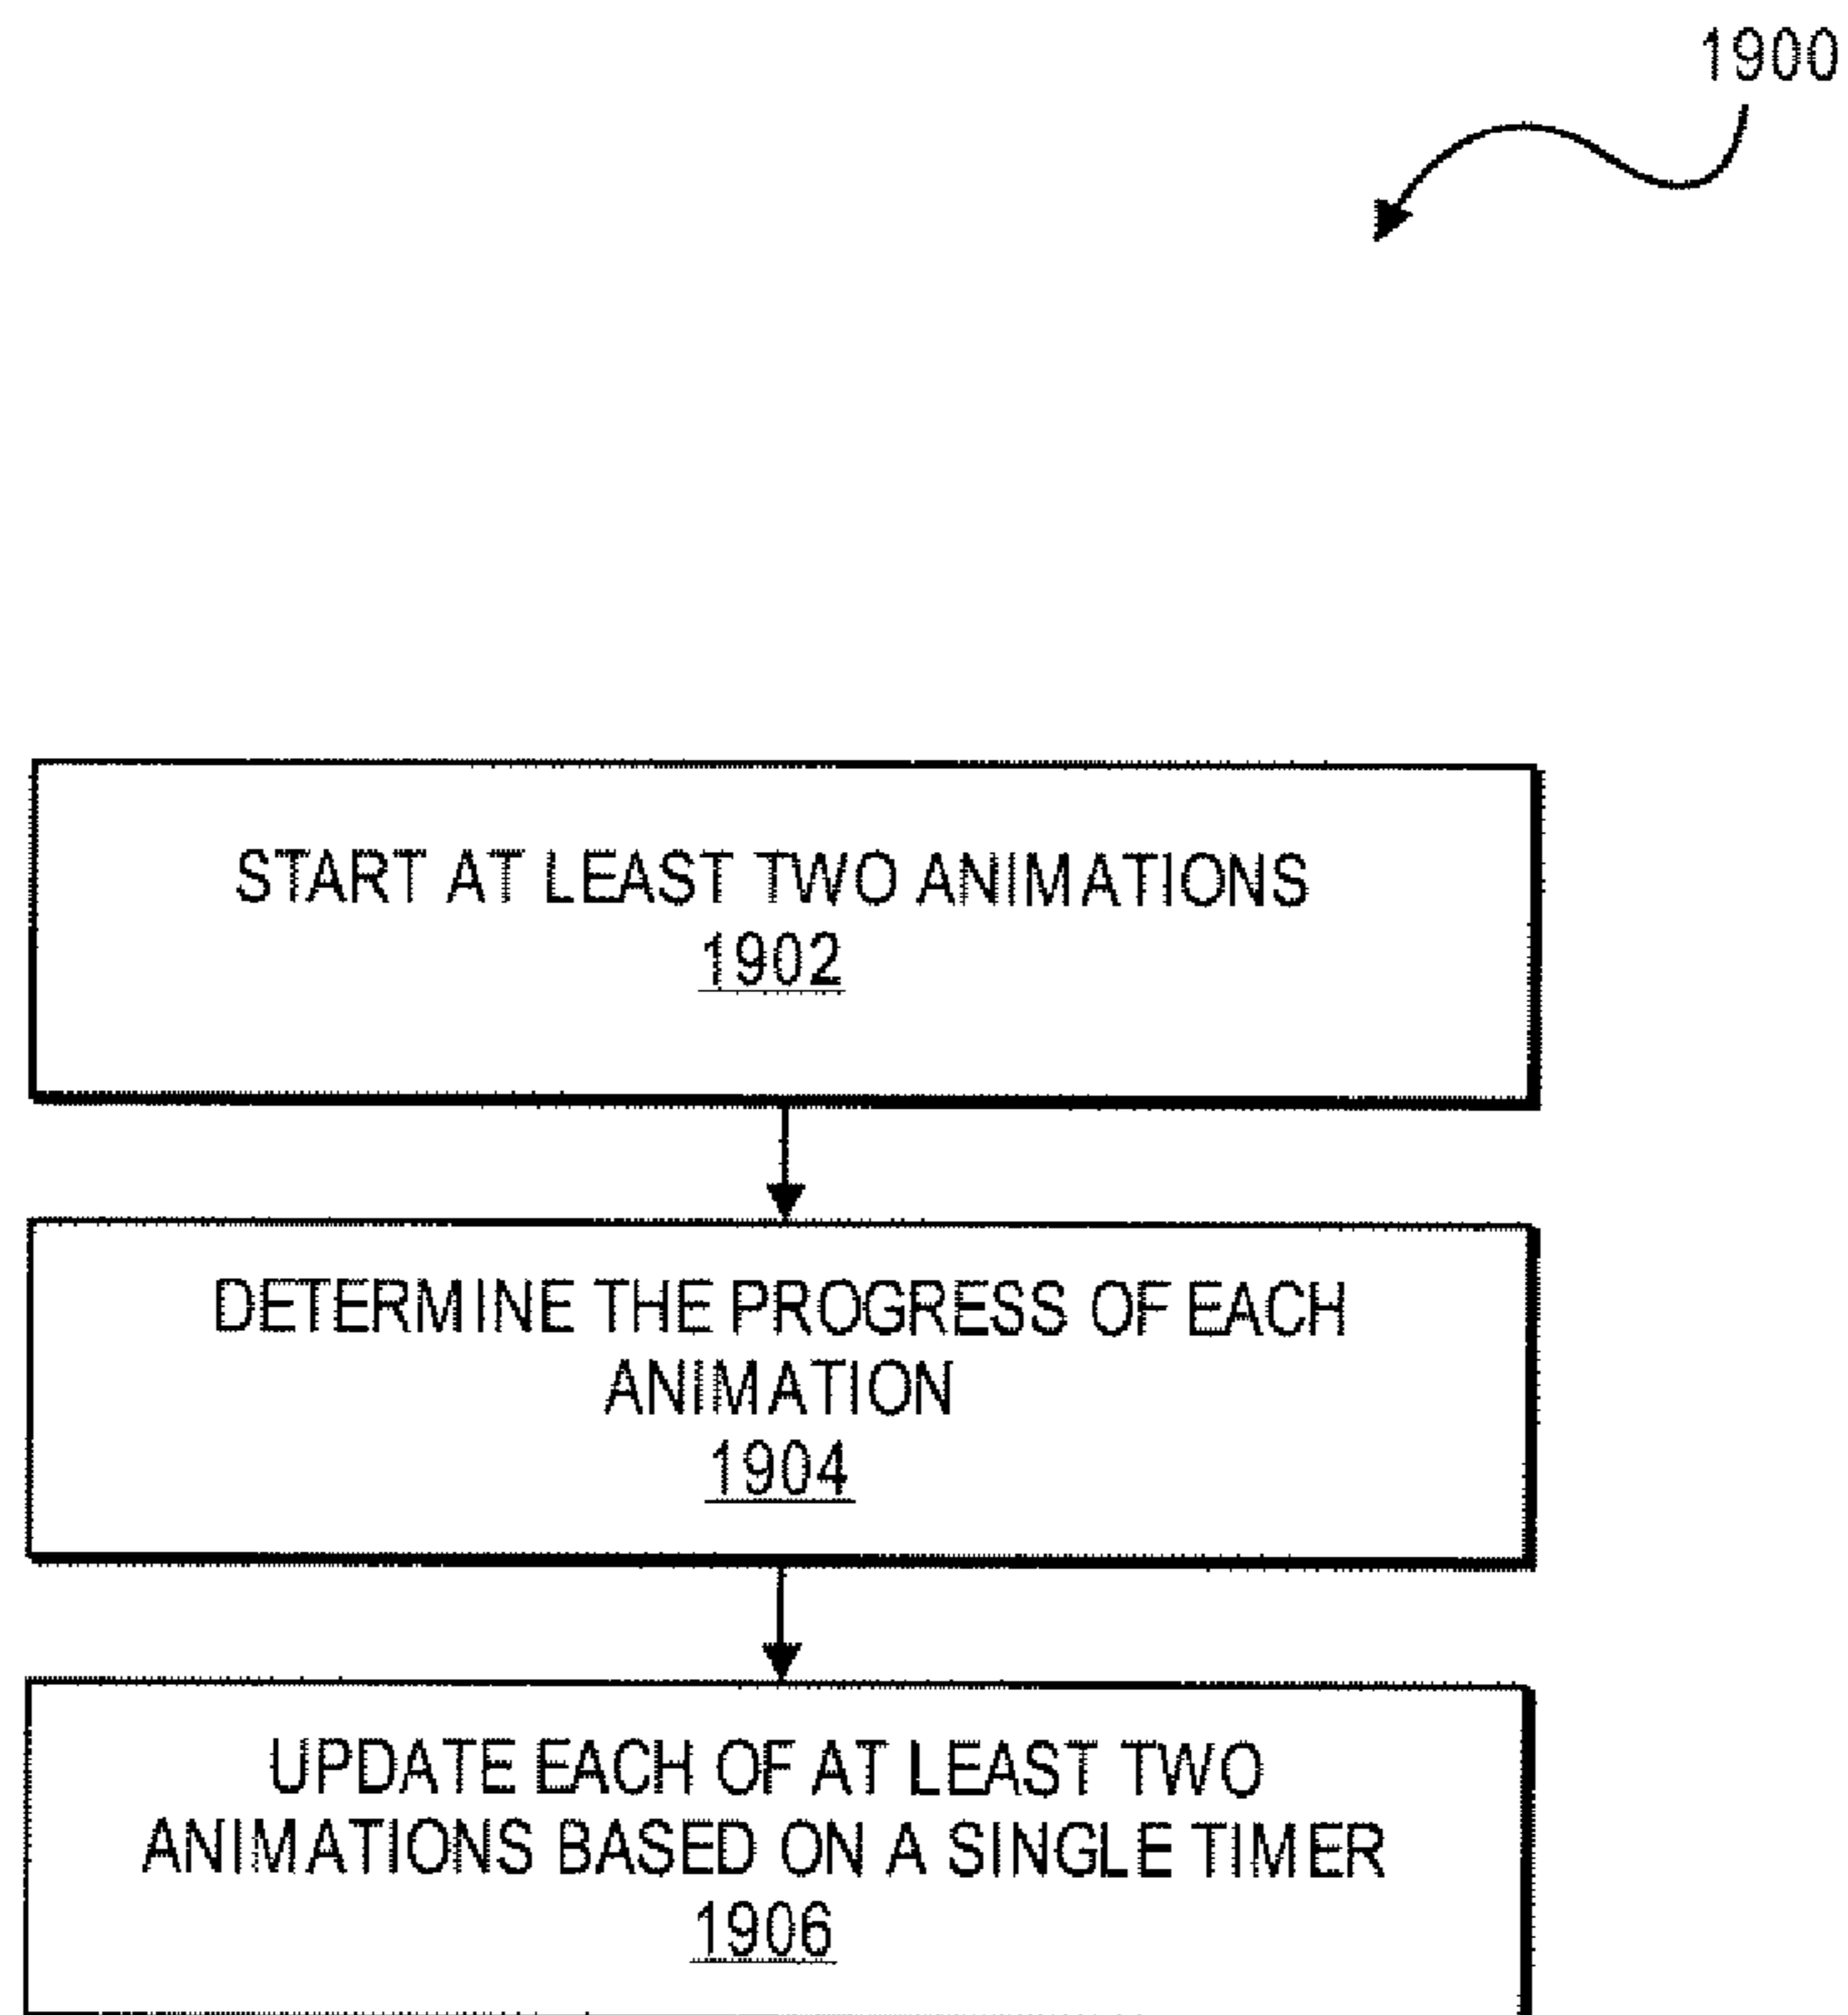 1900
START AT LEAST TWO ANIMATIONS
1902
DETERMINE THE PROGRESS OF EACH
ANIMATION
1904
UPDATE EACH OF AT LEAST TWO
ANIMATIONS BASED ON A SINGLE TIMER
1906